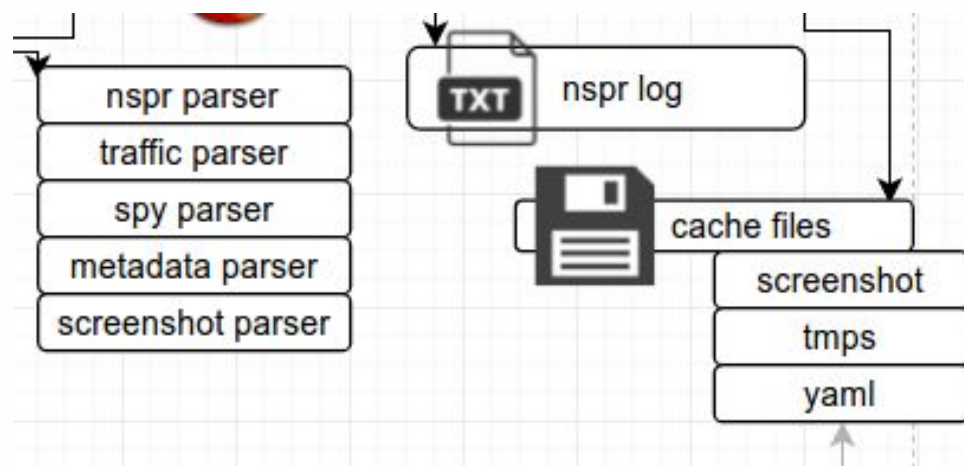 nspr parser
traffic parser
spy parser
metadata parser
screenshot parser
TXT
nspr log
cache files
screenshot
tmps
yaml